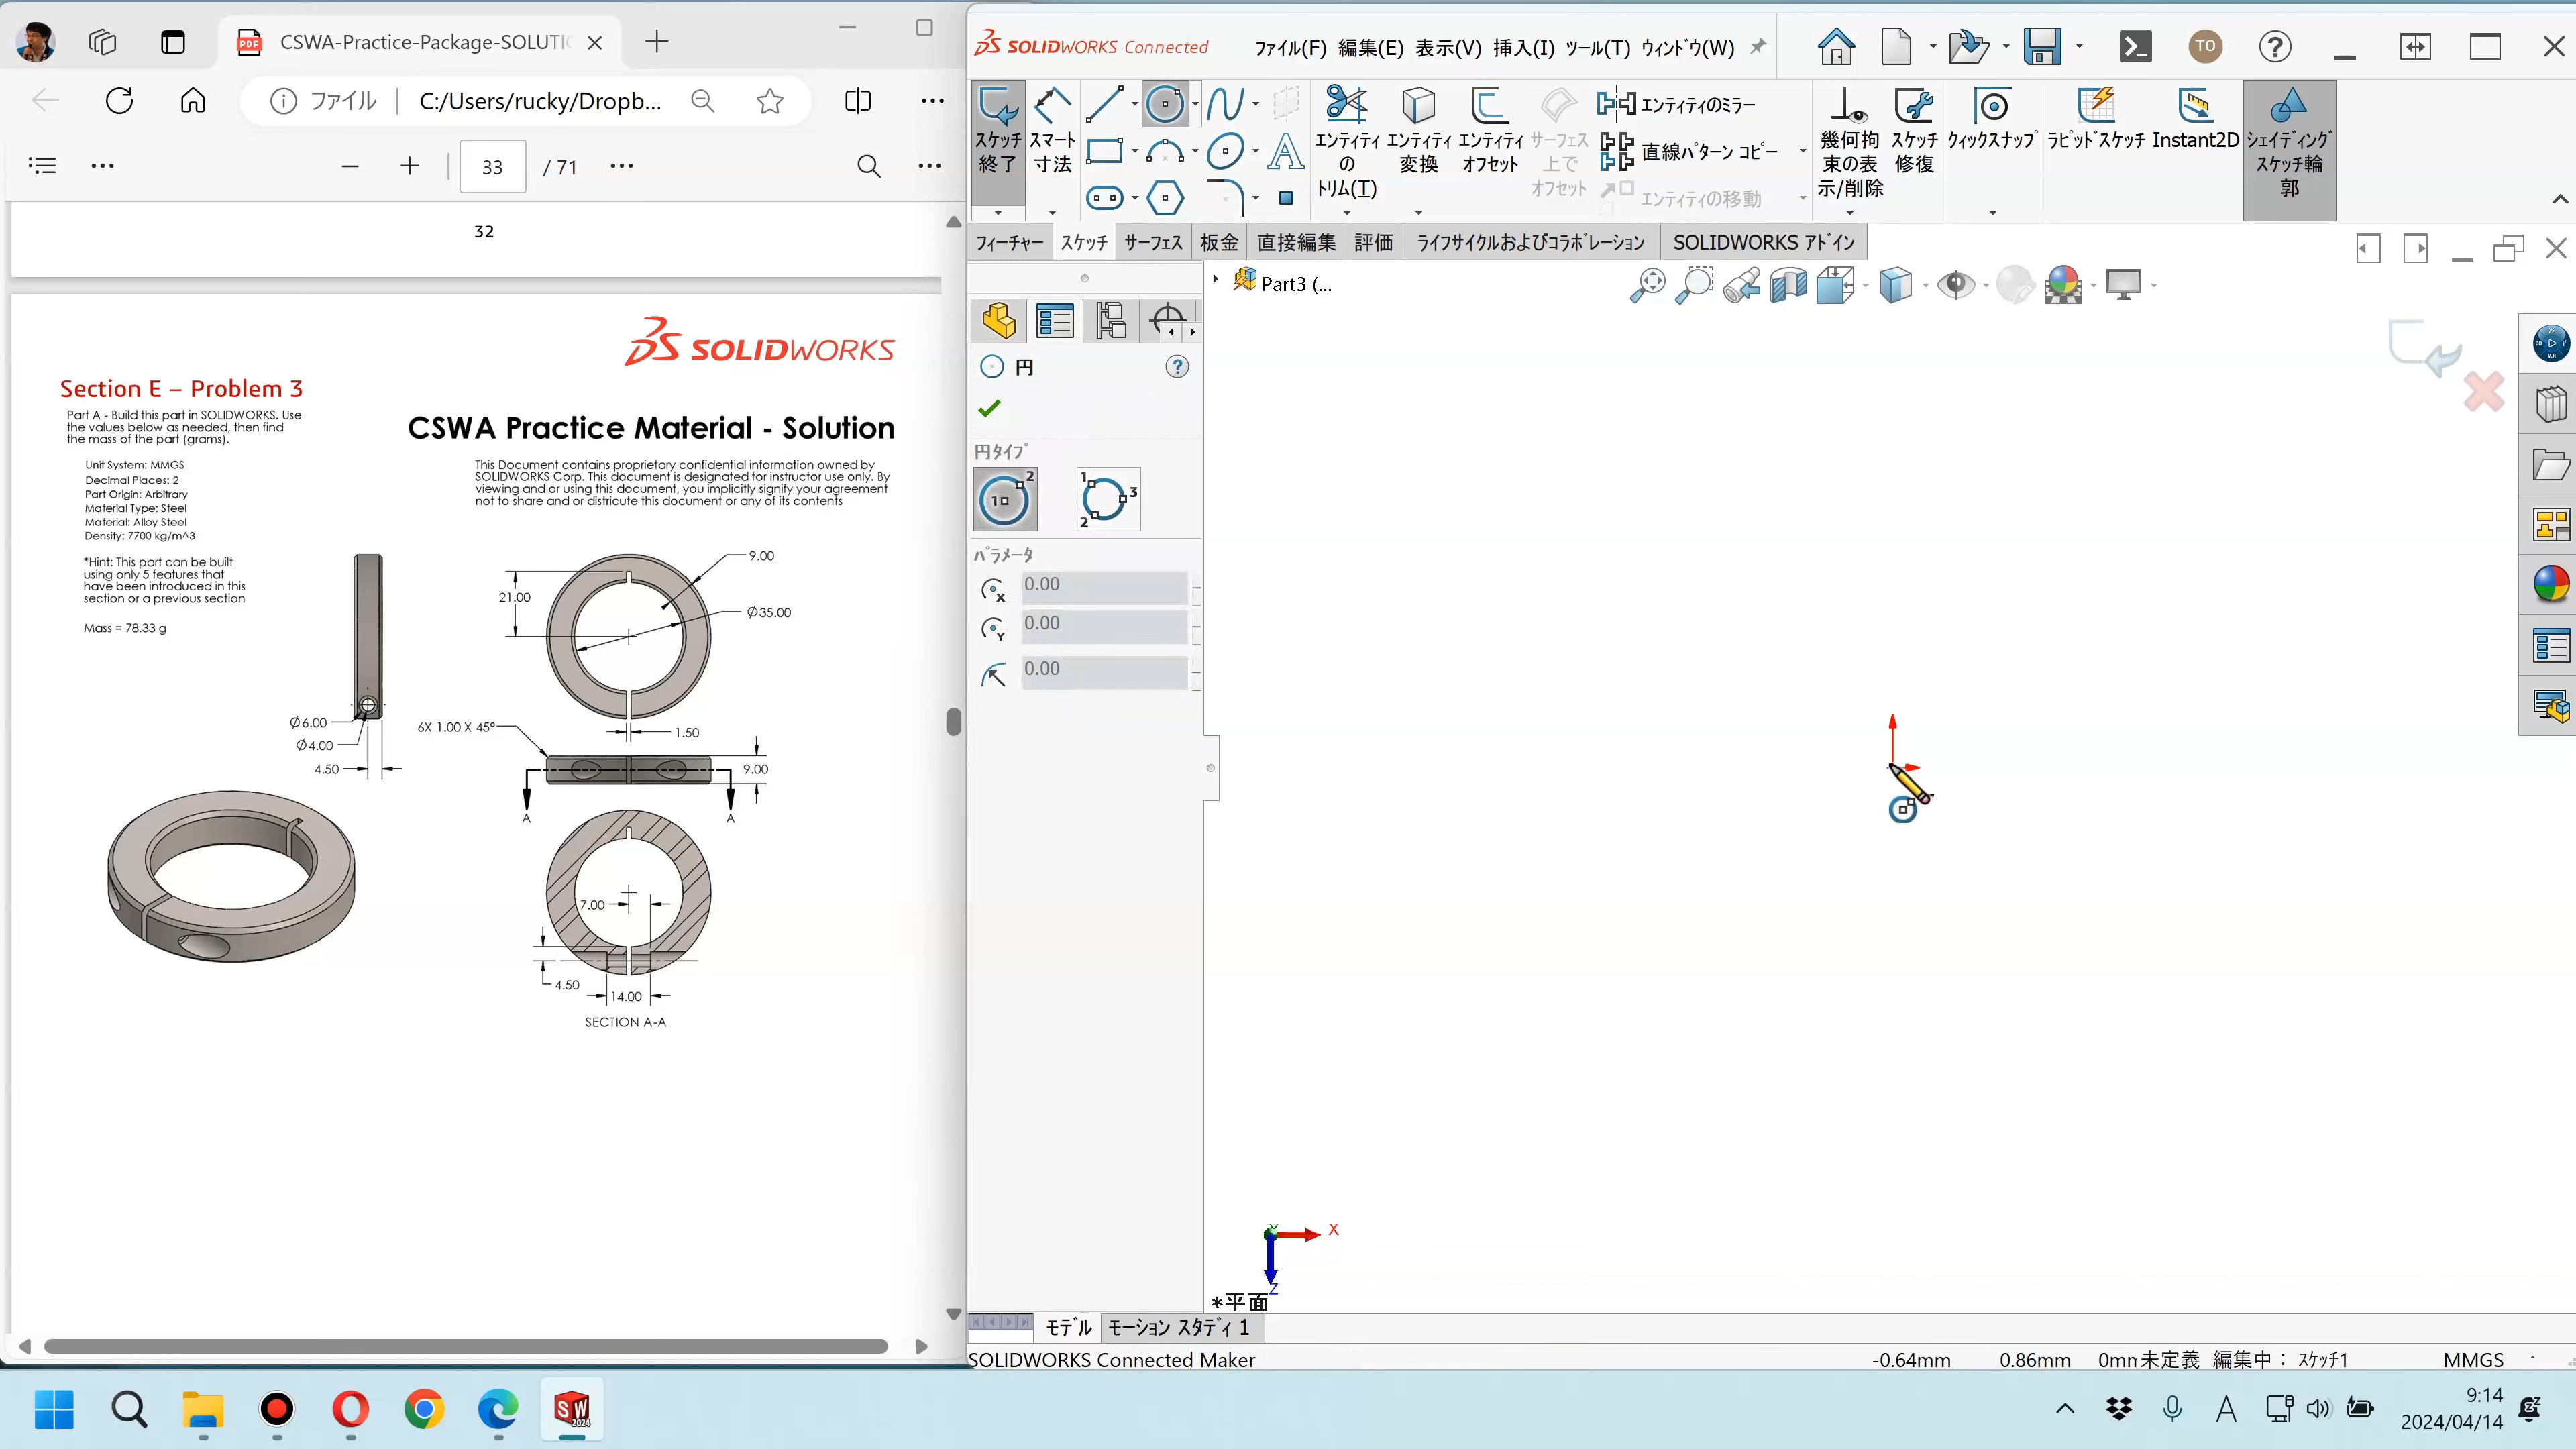 CSWA-Practice-Package-SOLUTIC
ファイル
C:/Users/rucky/Dropb...
33
/ 71
32
SOLIDWORKS
Section E – Problem 3
Part A - Build this part in SOLIDWORKS. Use
the values below as needed, then find
the mass of the part (grams).
CSWA Practice Material - Solution
Unit System: MMGS
Decimal Places: 2
Part Origin: Arbitrary
Material Type: Steel
Material: Alloy Steel
Density: 7700 kg/m^3
This Document contains proprietary confidential information owned by
SOLIDWORKS Corp. This document is designated for instructor use only. By
viewing and or using this document, you implicitly signify your agreement
not to share and or districute this document or any of its contents
*Hint: This part can be built
using only 5 features that
have been introduced in this
section or a previous section
Mass = 78.33 g
9.00
21.00
Ø35.00
Ø6.00
Ø4.00
4.50
6X 1.00 X 45°
1.50
9.00
A
A
7.00
4.50
14.00
SECTION A-A
SOLIDWORKS Connected
ファイル(F) 編集(E) 表示(V) 挿入(I) ツール(T) ウィンドウ(W)
TO
スケッチ
終了
スマート
寸法
エンティティ
の
トリム(T)
エンティティ
変換
エンティティ
オフセット
サーフェス
上で
オフセット
エンティティのミラー
直線パターン コピー
エンティティの移動
幾何拘
束の表
示/削除
スケッチ
修復
クイックスナップ
ラピッドスケッチ
Instant2D
シェイディング
スケッチ輪
郭
フィーチャー
スケッチ
サーフェス
板金
直接編集
評価
ライフサイクルおよびコラボレーション
SOLIDWORKS アドイン
Part3 (...
円
円タイプ
パラメータ
0.00
0.00
0.00
X
Y
Z
*平面
モデル
モーション スタディ 1
SOLIDWORKS Connected Maker
-0.64mm
0.86mm
0mm
未定義
編集中： スケッチ1
MMGS
SW
2024
A
9:14
2024/04/14